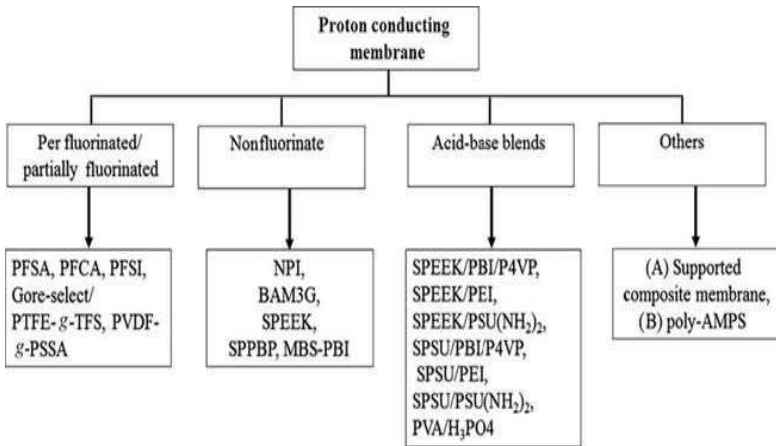 Proton conducting
membrane
Per fluorinated/
partially fluorinated
Nonfluorinate
Acid-base blends
Others
PFSA, PFCA, PFSI,
Gore-select/
PTFE-g-TFS, PVDF-
g-PSSA
NPI,
BAM3G,
SPEEK,
SPPBP, MBS-PBI
SPEEK/PBI/P4VP,
SPEEK/PEI,
SPEEK/PSU(NH₂)₂,
SPSU/PBI/P4VP,
SPSU/PEI,
SPSU/PSU(NH₂)₂,
PVA/H₃PO4
(A) Supported
composite membrane,
(B) poly-AMPS